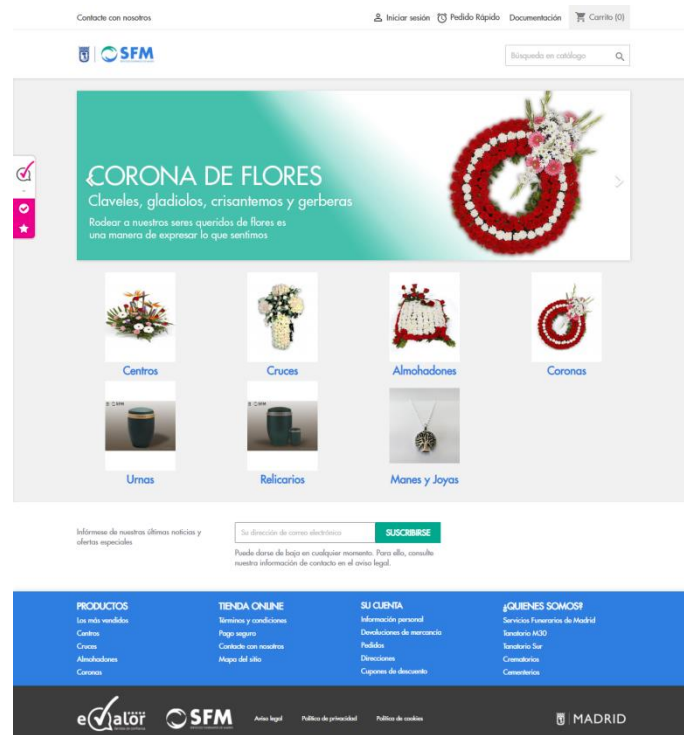 Contacte con nosotros
Iniciar sesión Pedido Rápido Documentación Carrito (0)
SFM
Búsqueda en catálogo
CORONA DE FLORES
Claveles, gladiolos, crisantemos y gerberas
Rodear a nuestros seres queridos de flores es
una manera de expresar lo que sentimos
Centros
Cruces
Almohadones
Coronas
SFM
SFM
Urnas
Relicarios
Manes y Joyas
Infórmese de nuestras últimas noticias y
ofertas especiales
Su dirección de correo electrónico
SUSCRIBIRSE
Puede darse de baja en cualquier momento. Para ello, consulte
nuestra información de contacto en el aviso legal.
PRODUCTOS
Los más vendidos
Centros
Cruces
Almohadones
Coronas
TIENDA ONLINE
Términos y condiciones
Pago seguro
Contacte con nosotros
Mapa del sitio
SU CUENTA
Información personal
Devoluciones de mercancía
Pedidos
Direcciones
Cupones de descuento
¿QUIENES SOMOS?
Servicios Funerarios de Madrid
Tanatorio M30
Tanatorio Sur
Crematorios
Cementerios
eValor
SFM
Aviso legal
Política de privacidad
Política de cookies
MADRID